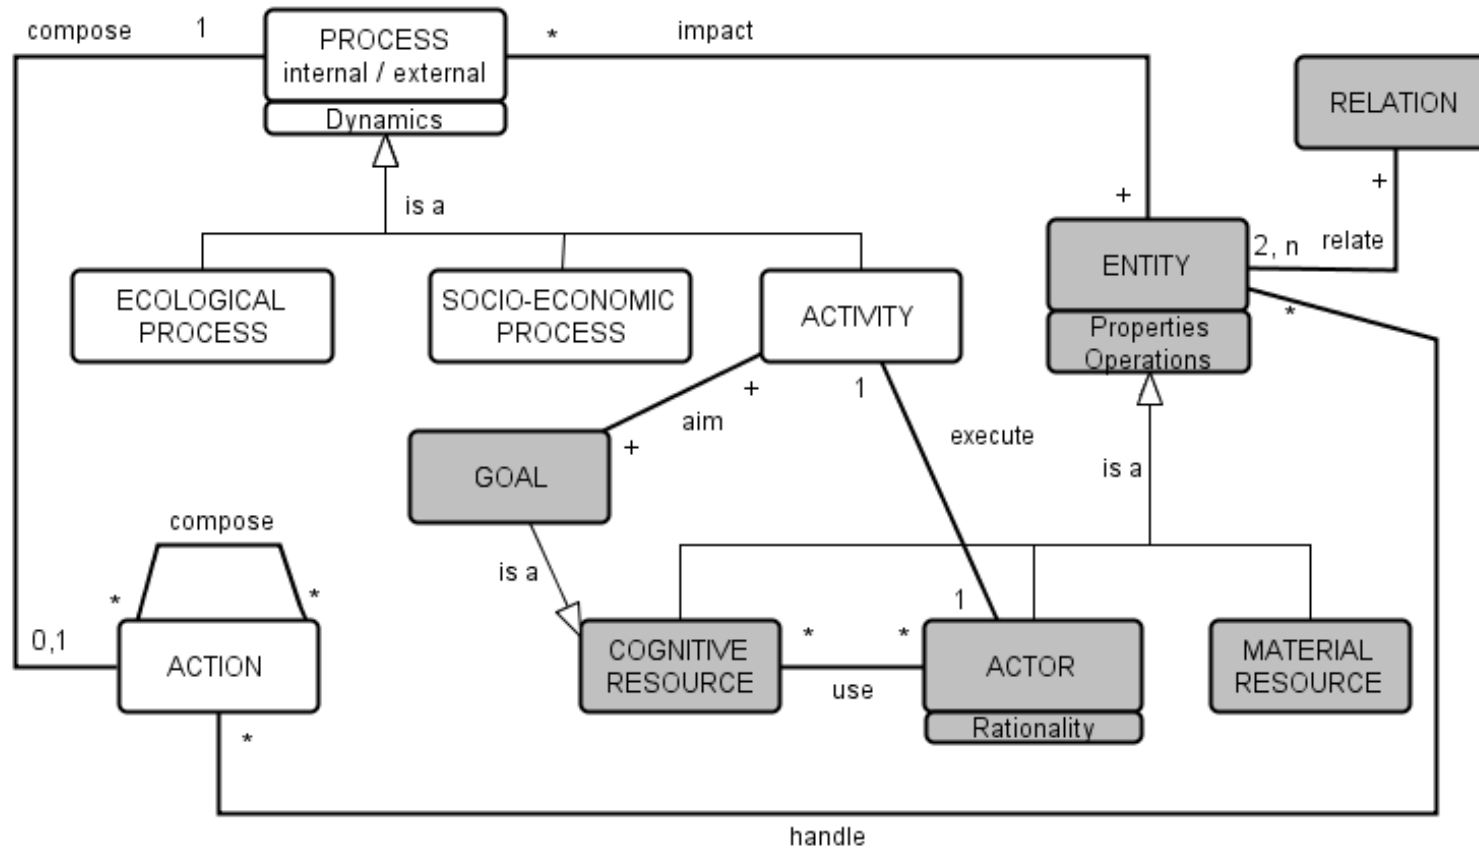 compose
1
PROCESS
internal / external
Dynamics
*
impact
RELATION
+
is a
+
ENTITY
2, n
relate
Properties
Operations
*
ECOLOGICAL
PROCESS
SOCIO-ECONOMIC
PROCESS
ACTIVITY
+
1
aim
+
execute
GOAL
is a
compose
*
*
is a
0,1
ACTION
*
COGNITIVE
RESOURCE
*
*
use
1
ACTOR
Rationality
MATERIAL
RESOURCE
handle